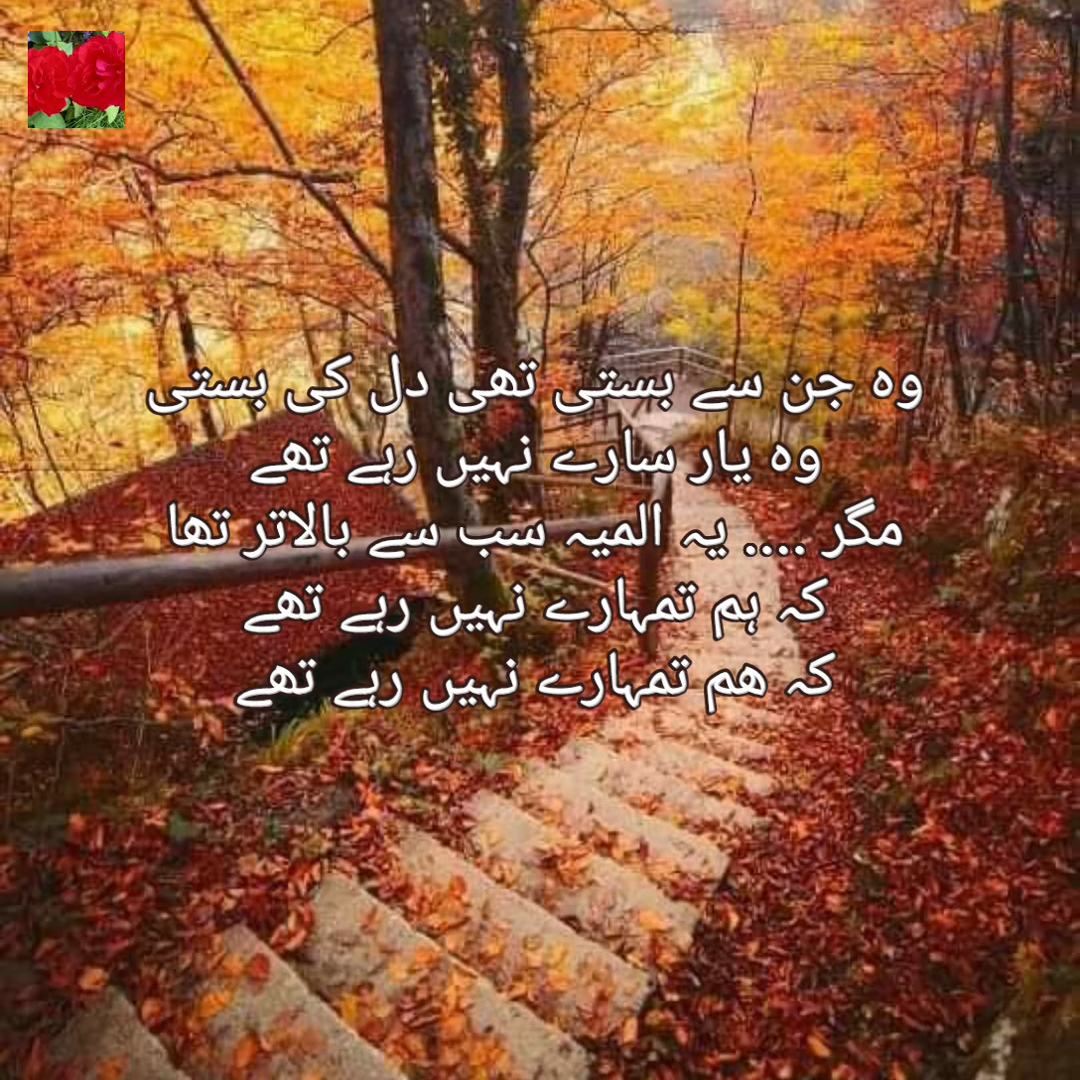 وہ جن سے بستی تھی دل کی بستی
وہ یار سارے نہیں رہے تھے
مگر .... یہ المیہ سب سے بالاتر تھا
کہ ہم تمہارے نہیں رہے تھے
کہ ھم تمہارے نہیں رہے تھے